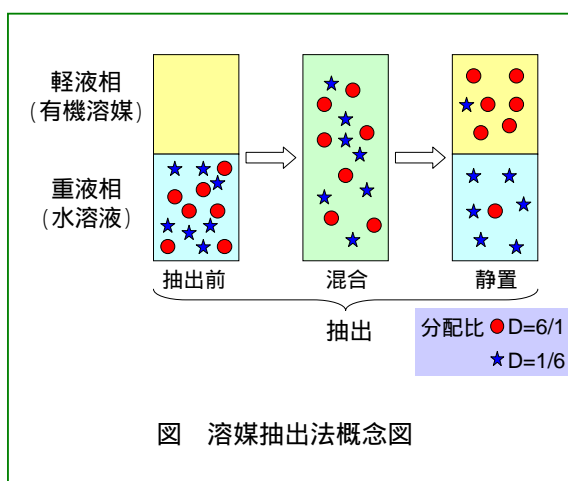 軽液相
(有機溶媒)
重液相
(水溶液)
抽出前
混合
静置
抽出
分配比 D=6/1
D=1/6
図 溶媒抽出法概念図